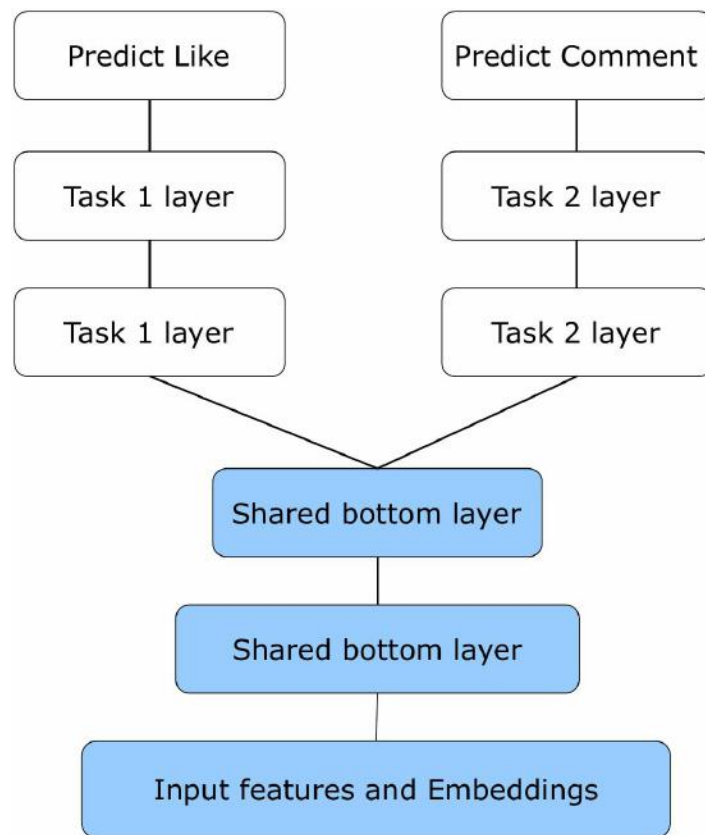 Predict Like
Predict Comment
Task 1 layer
Task 2 layer
Task 1 layer
Task 2 layer
Shared bottom layer
Shared bottom layer
Input features and Embeddings